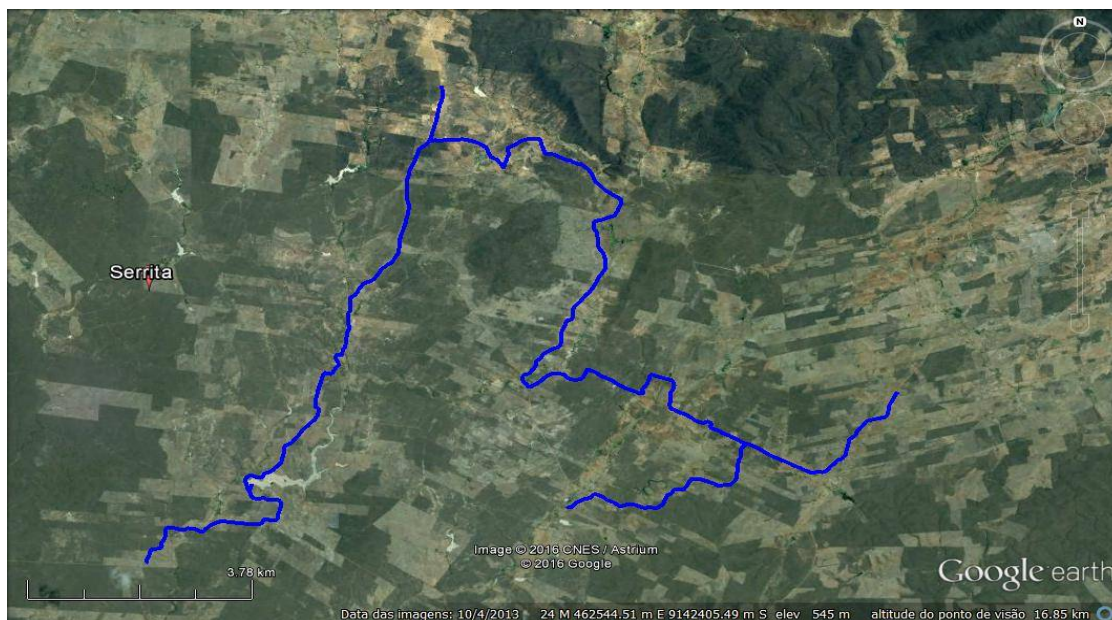 N
Serrita
Image © 2016 CNES / Astrium
© 2016 Google
3.78 km
Google earth
Data das imagens: 10/4/2013 24 M 462544.51 m E 9142405.49 m S elev 545 m altitude do ponto de visão 16.85 km